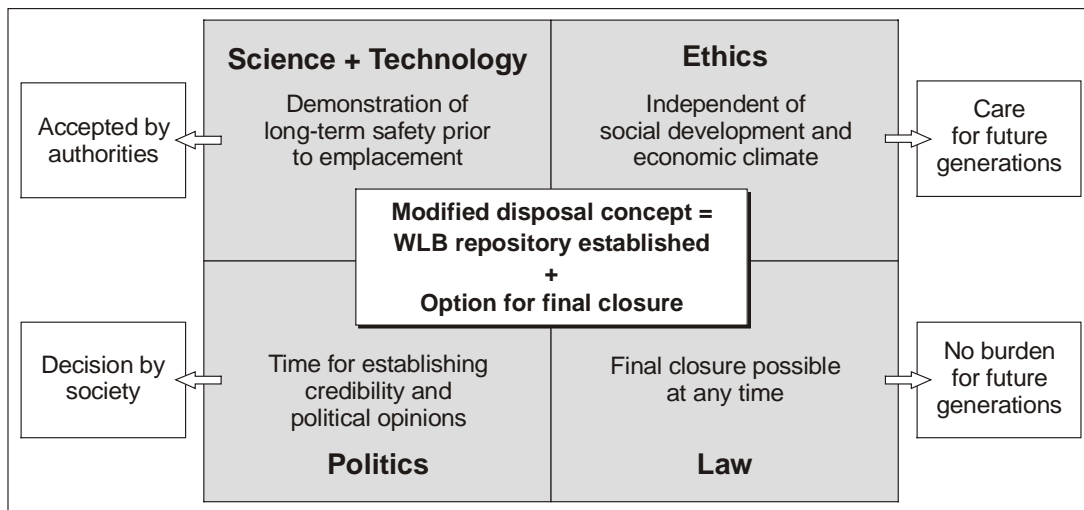 Science + Technology
Demonstration of
long-term safety prior
to emplacement
Accepted by
authorities
Ethics
Independent of
social development and
economic climate
Care
for future
generations
Modified disposal concept =
WLB repository established
+
Option for final closure
Decision by
society
Time for establishing
credibility and
political opinions
Politics
Final closure possible
at any time
Law
No burden
for future
generations